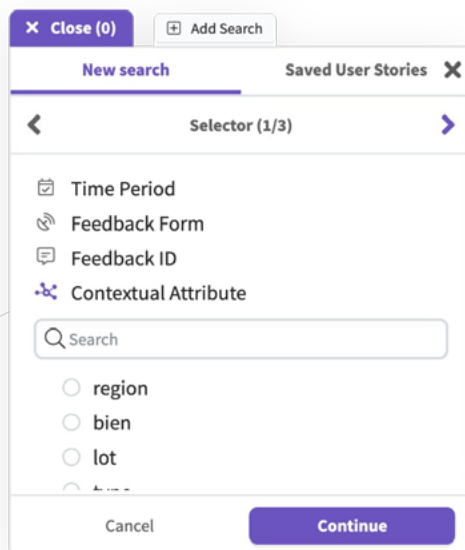 Close (0) Add Search
New search Saved User Stories
Selector (1/3)
Time Period
Feedback Form
Feedback ID
Contextual Attribute
Search
region
bien
lot
Cancel Continue